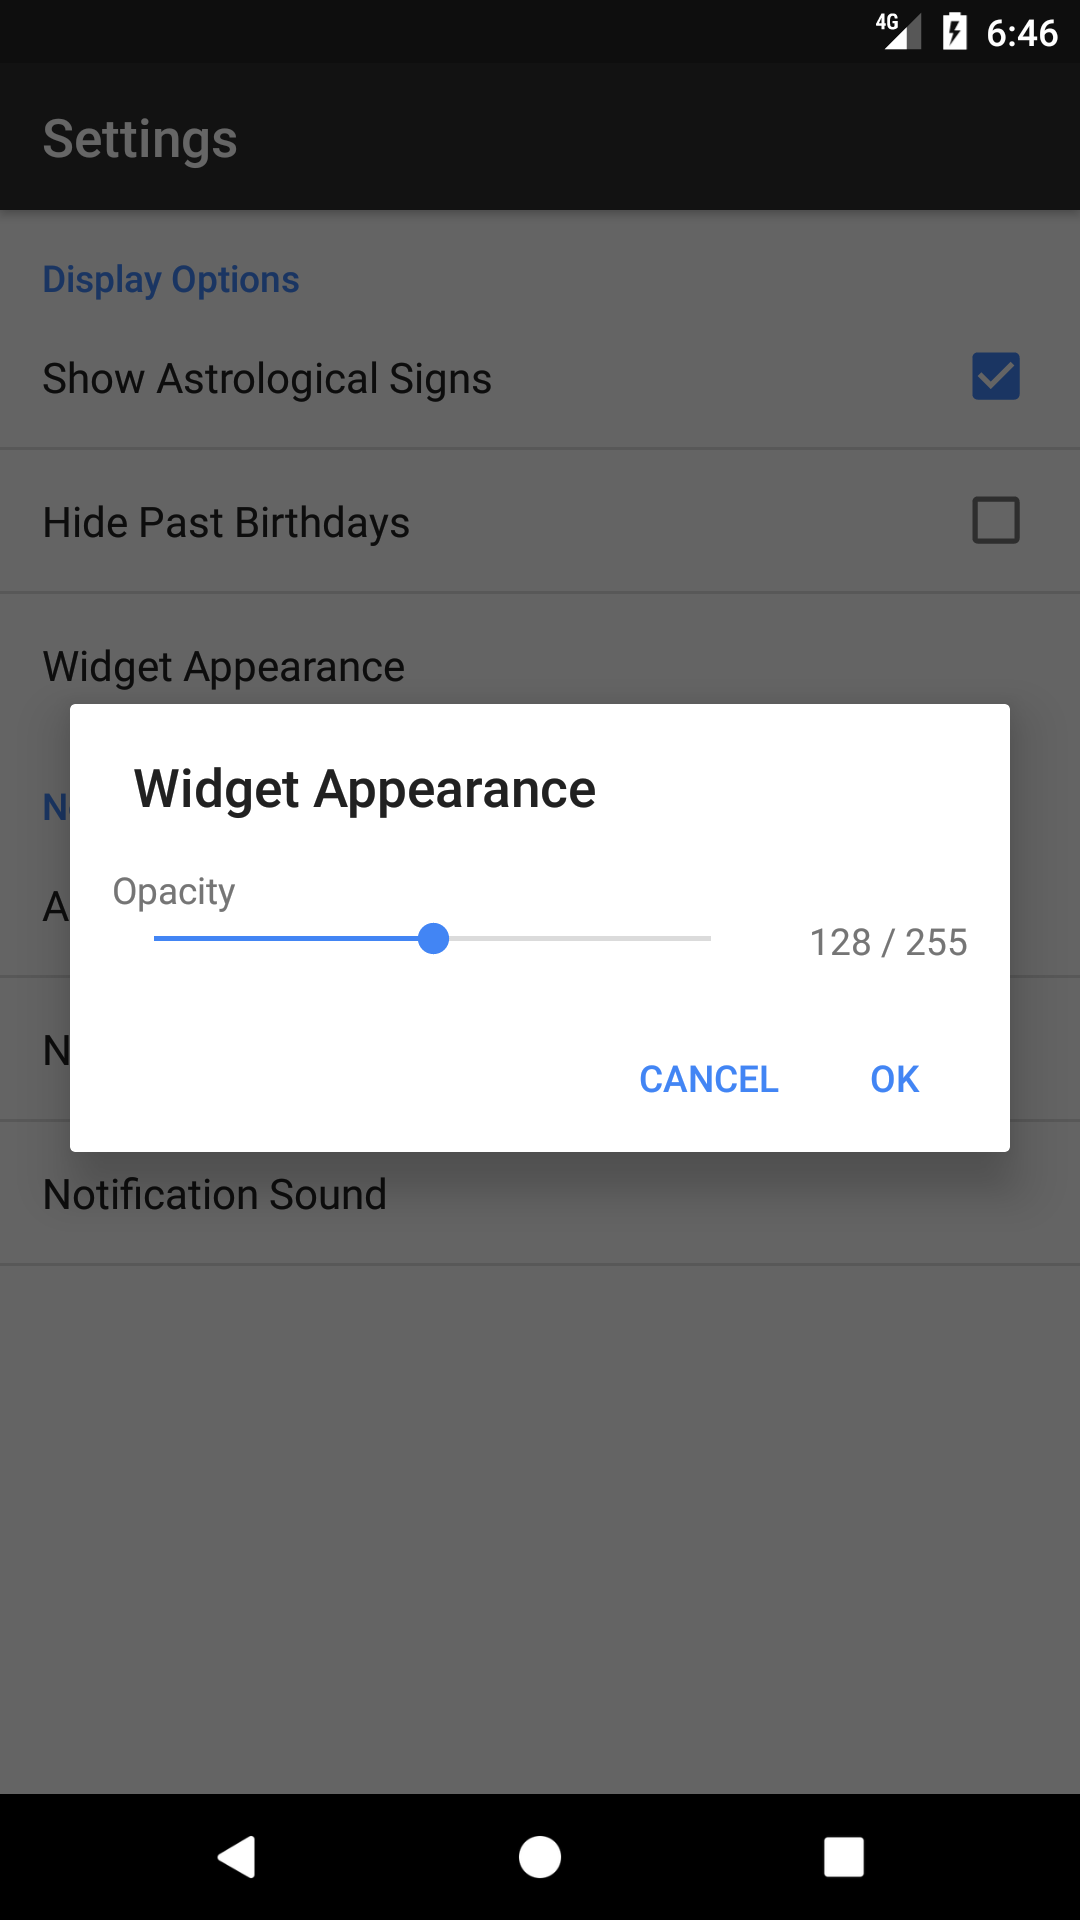 4G 6:46
Settings
Display Options
Show Astrological Signs
Hide Past Birthdays
Widget Appearance
Widget Appearance
Opacity
128 / 255
CANCEL OK
Notification Sound